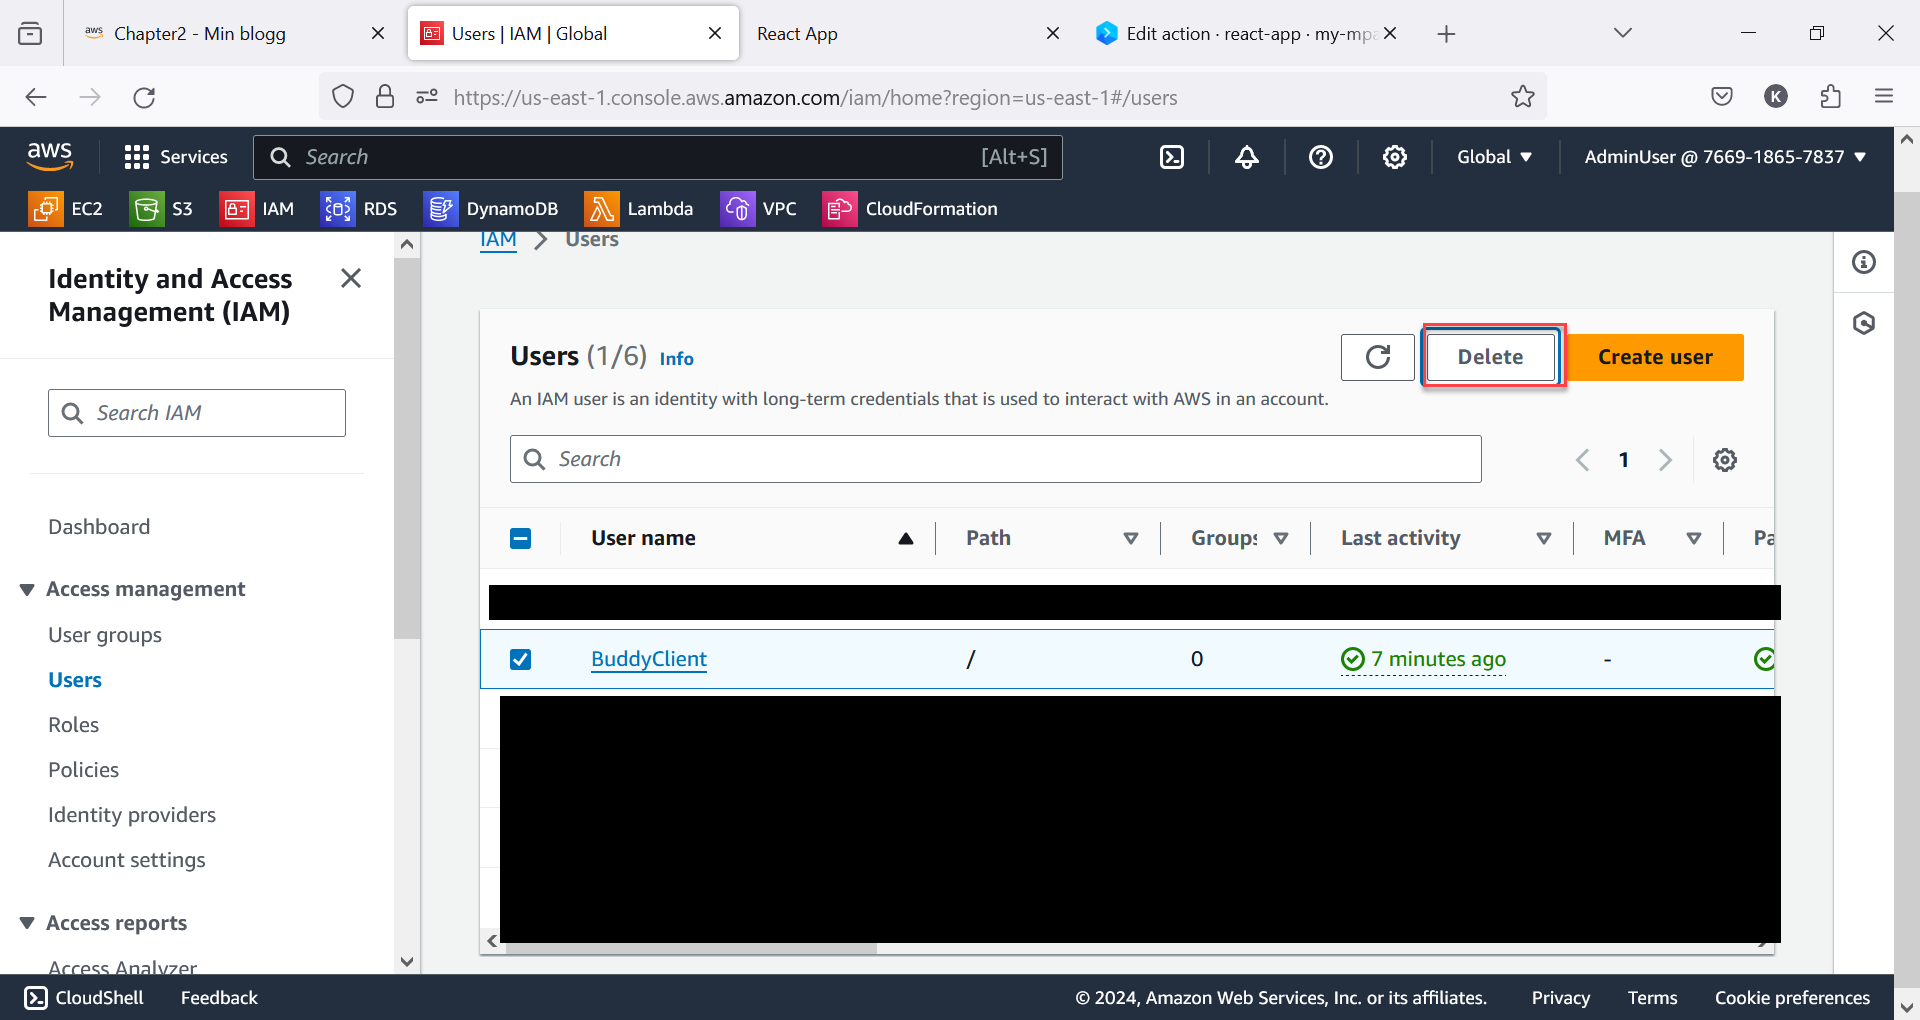 Chapter2 - Min blogg
Users | IAM | Global
React App
Edit action · react-app · my-mpa
https://us-east-1.console.aws.amazon.com/iam/home?region=us-east-1#/users
K
aws
Services
Search
[Alt+S]
Global
AdminUser @ 7669-1865-7837
EC2
S3
IAM
RDS
DynamoDB
Lambda
VPC
CloudFormation
IAM
Users
Identity and Access
Management (IAM)
Search IAM
Dashboard
Access management
User groups
Users
Roles
Policies
Identity providers
Account settings
Access reports
Access Analyzer
Users (1/6) Info
Delete
Create user
An IAM user is an identity with long-term credentials that is used to interact with AWS in an account.
Search
1
User name
Path
Groups
Last activity
MFA
Pa
BuddyClient
/
0
7 minutes ago
-
CloudShell
Feedback
© 2024, Amazon Web Services, Inc. or its affiliates.
Privacy
Terms
Cookie preferences